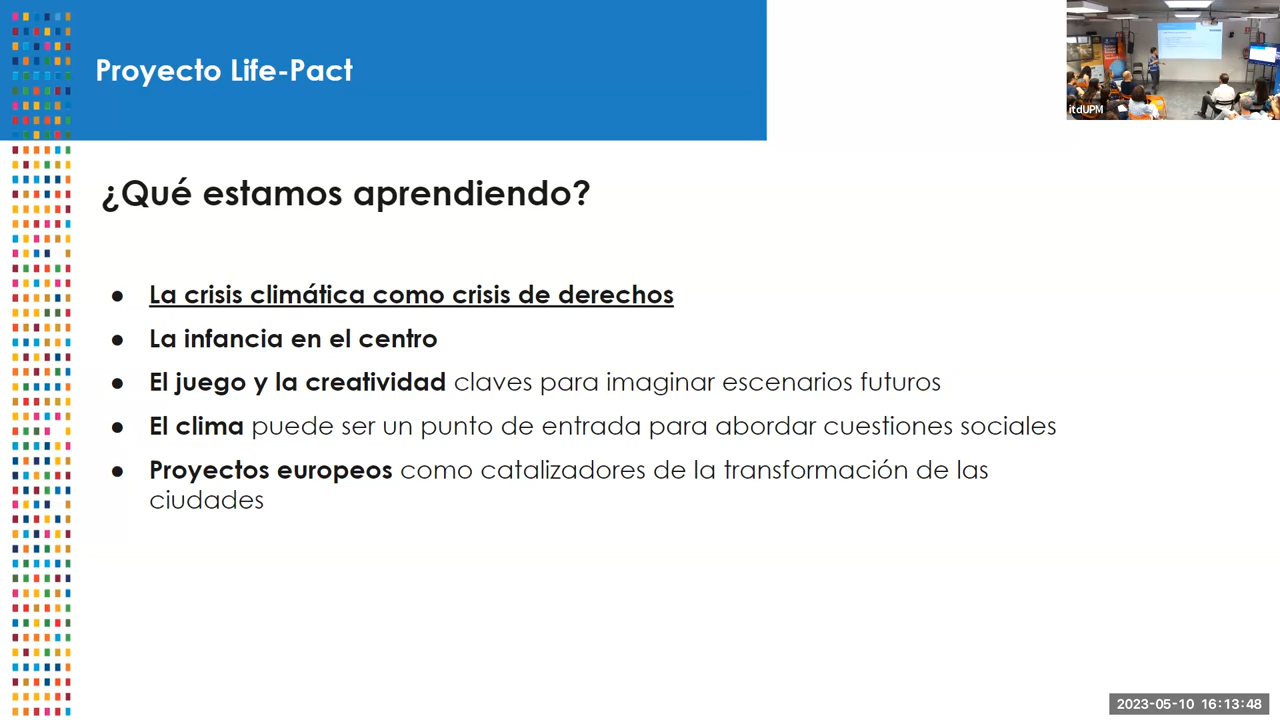 Proyecto Life-Pact
itdUPM
¿Qué estamos aprendiendo?
● La crisis climática como crisis de derechos
● La infancia en el centro
● El juego y la creatividad claves para imaginar escenarios futuros
● El clima puede ser un punto de entrada para abordar cuestiones sociales
● Proyectos europeos como catalizadores de la transformación de las
ciudades
2023-05-10 16:13:48